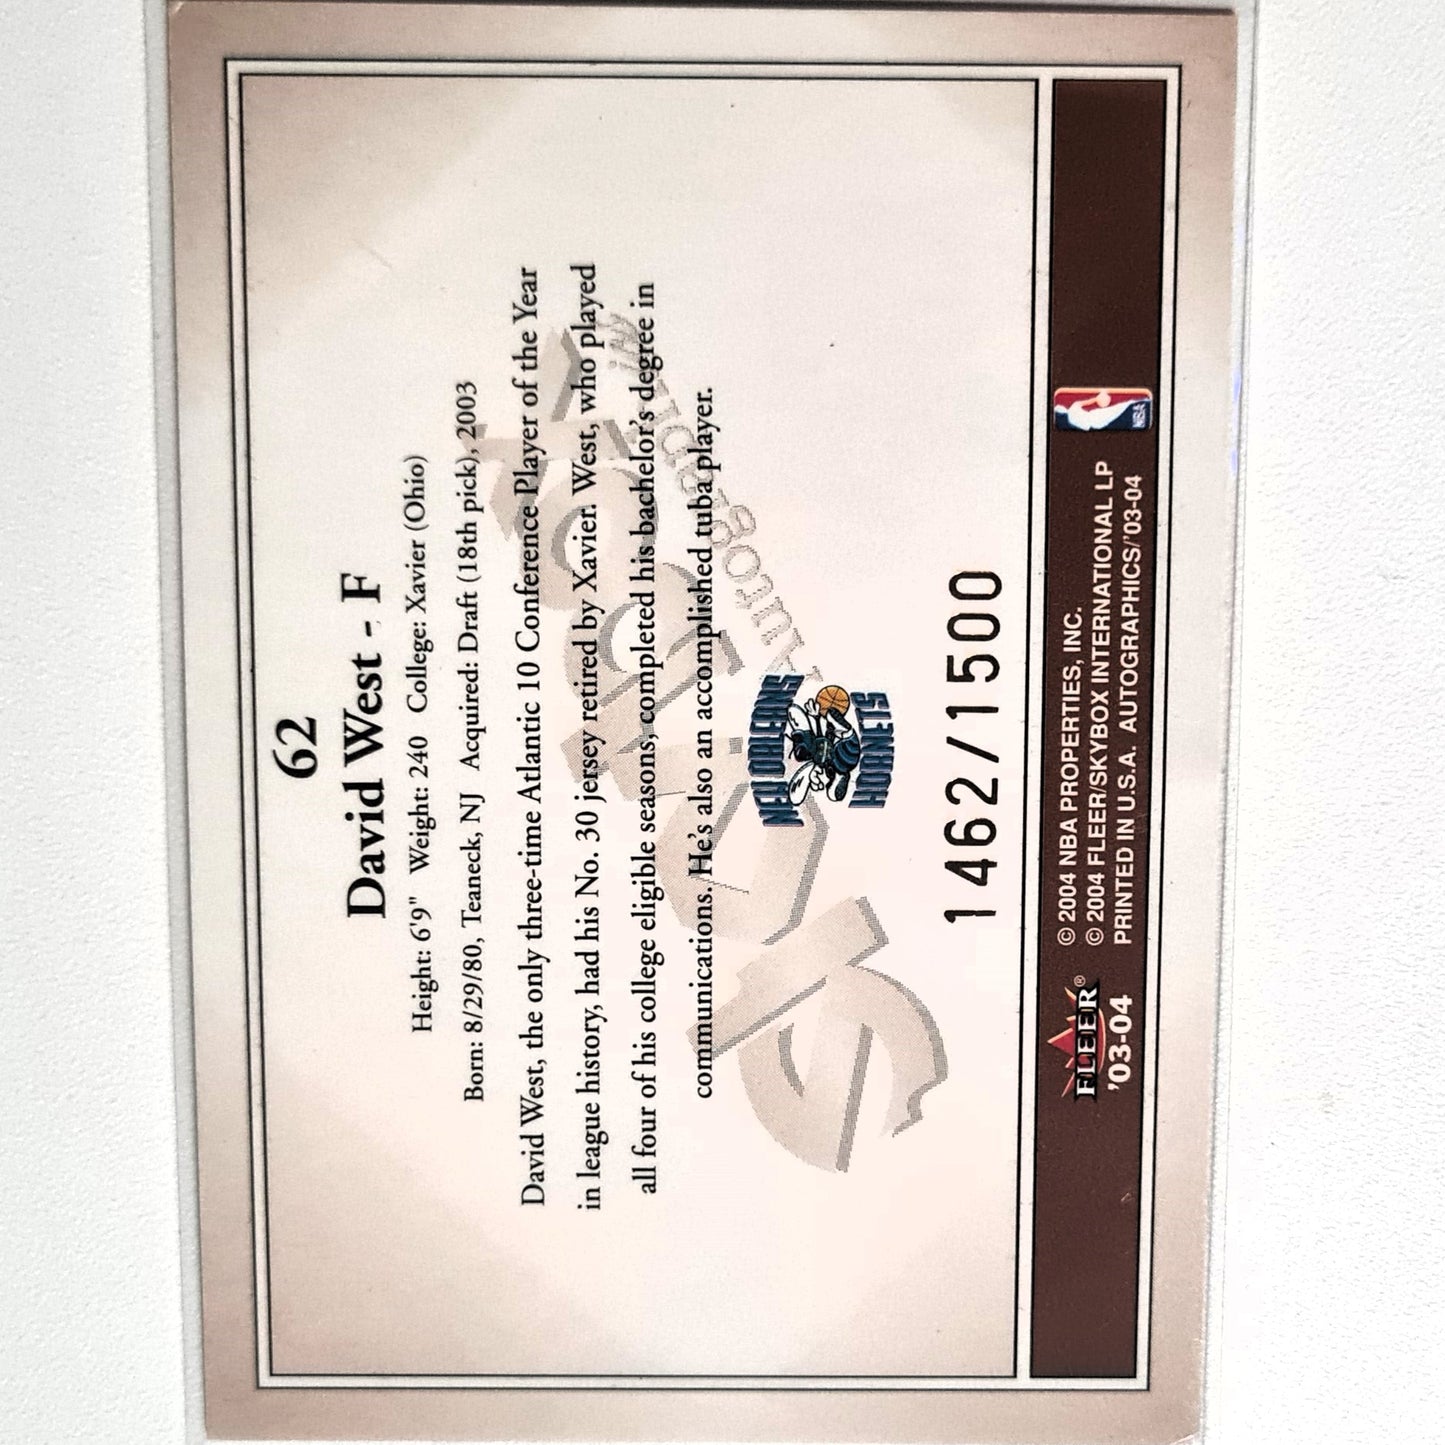 62
David West - F
Height: 6'9" Weight: 240 College: Xavier (Ohio)
Born: 8/29/80, Teaneck, NJ Acquired: Draft (18th pick), 2003
David West, the only three-time Atlantic 10 Conference Player of the Year
in league history, had his No. 30 jersey retired by Xavier. West, who played
all four of his college eligible seasons, completed his bachelor's degree in
communications. He's also an accomplished tuba player.
Autographics
NEW ORLEANS
HORNETS
1462/1500
FLEER®
'03-04
© 2004 NBA PROPERTIES, INC.
© 2004 FLEER/SKYBOX INTERNATIONAL LP
PRINTED IN U.S.A. AUTOGRAPHICS/'03-04
NBA